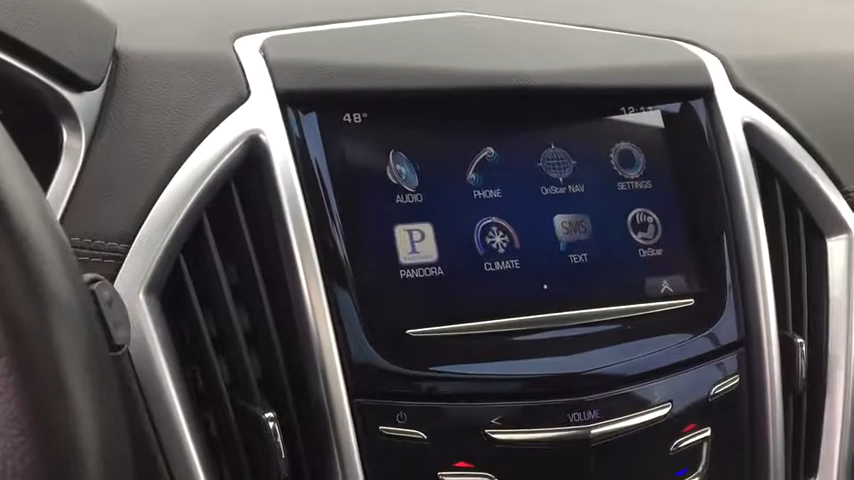 48°
AUDIO
PHONE
OnStar NAV
SETTINGS
P
PANDORA
CLIMATE
SMS
TEXT
OnStar
VOLUME